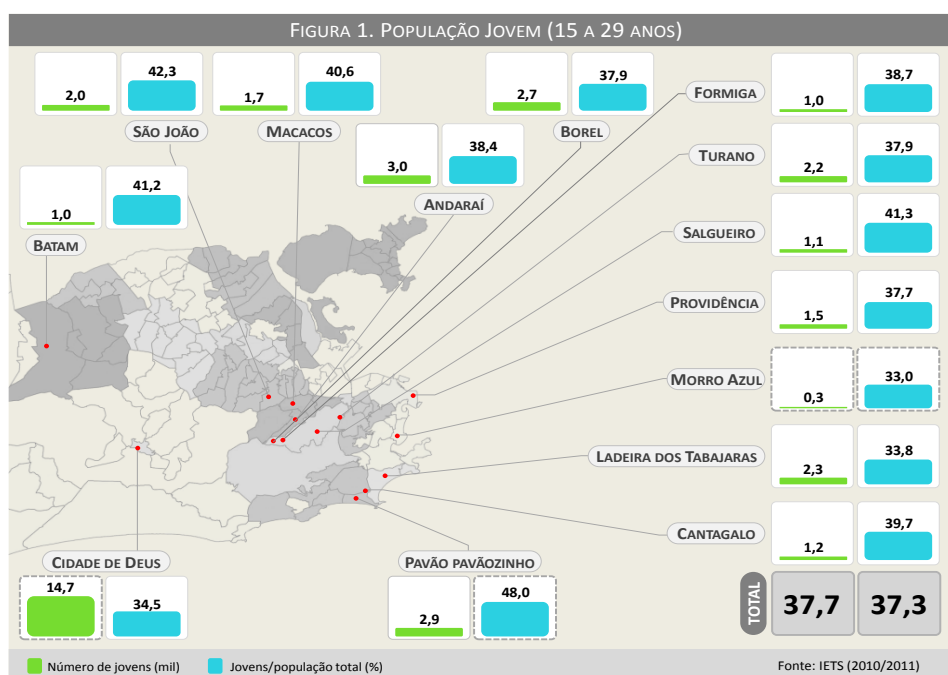 FIGURA 1. POPULAÇÃO JOVEM (15 A 29 ANOS)
2,0 42,3
SÃO JOÃO
1,7 40,6
MACACOS
2,7 37,9
BOREL
3,0 38,4
ANDARAÍ
1,0 41,2
BATAM
FORMIGA
1,0 38,7
TURANO
2,2 37,9
SALGUEIRO
1,1 41,3
PROVIDÊNCIA
1,5 37,7
MORRO AZUL
0,3 33,0
LADEIRA DOS TABAJARAS
2,3 33,8
CANTAGALO
1,2 39,7
CIDADE DE DEUS
14,7 34,5
PAVÃO PAVÃOZINHO
2,9 48,0
TOTAL
37,7 37,3
Número de jovens (mil)
Jovens/população total (%)
Fonte: IETS (2010/2011)